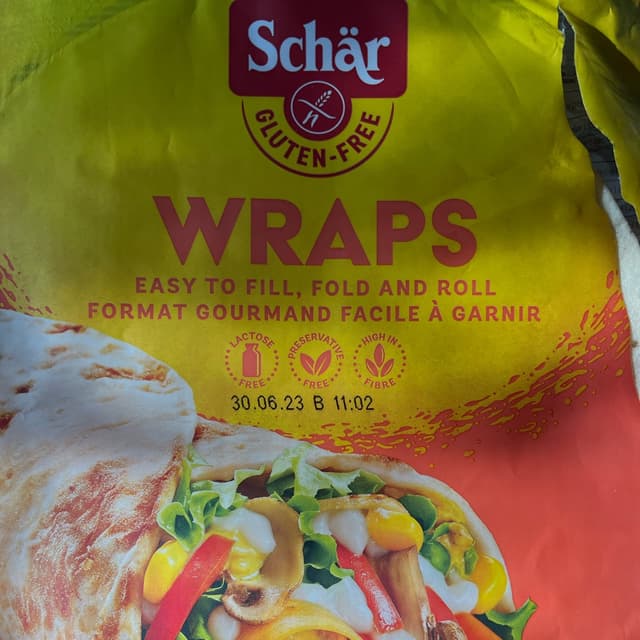 Schär
GLUTEN-FREE
WRAPS
EASY TO FILL, FOLD AND ROLL
FORMAT GOURMAND FACILE À GARNIR
LACTOSE FREE
PRESERVATIVE FREE
HIGH IN FIBRE
30.06.23 B 11:02